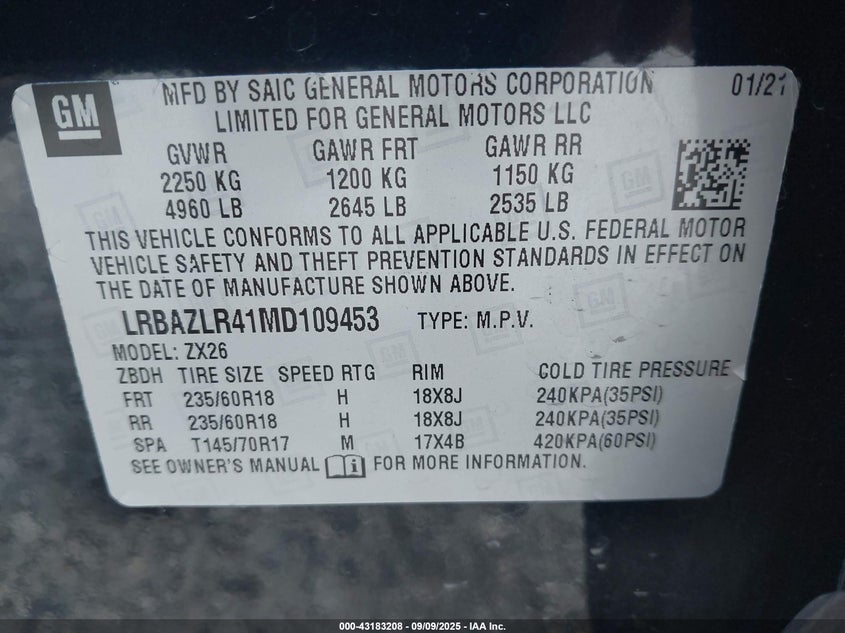 GM
MFD BY SAIC GENERAL MOTORS CORPORATION 01/21
LIMITED FOR GENERAL MOTORS LLC
GVWR GAWR FRT GAWR RR
2250 KG 1200 KG 1150 KG
4960 LB 2645 LB 2535 LB
THIS VEHICLE CONFORMS TO ALL APPLICABLE U.S. FEDERAL MOTOR
VEHICLE SAFETY AND THEFT PREVENTION STANDARDS IN EFFECT ON
THE DATE OF MANUFACTURE SHOWN ABOVE.
LRBAZLR41MD109453 TYPE: M.P.V.
MODEL: ZX26
ZBDH TIRE SIZE SPEED RTG RIM COLD TIRE PRESSURE
FRT 235/60R18 H 18X8J 240KPA(35PSI)
RR 235/60R18 H 18X8J 240KPA(35PSI)
SPA T145/70R17 M 17X4B 420KPA(60PSI)
SEE OWNER'S MANUAL i FOR MORE INFORMATION.
000-43183208 - 09/09/2025 - IAA Inc.